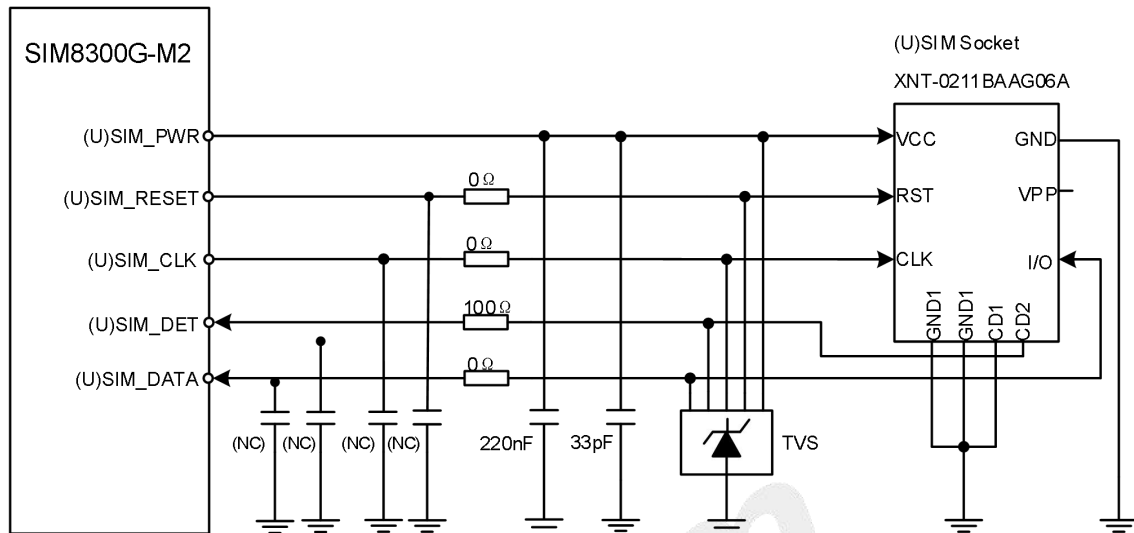 SIM8300G-M2
(U)SIM Socket
XNT-0211BAAG06A
(U)SIM_PWR
VCC
GND
(U)SIM_RESET
0Ω
RST
VPP
(U)SIM_CLK
0Ω
CLK
I/O
(U)SIM_DET
100Ω
GND1
GND1
CD1
CD2
(U)SIM_DATA
0Ω
(NC)
(NC)
(NC)
(NC)
220nF
33pF
TVS